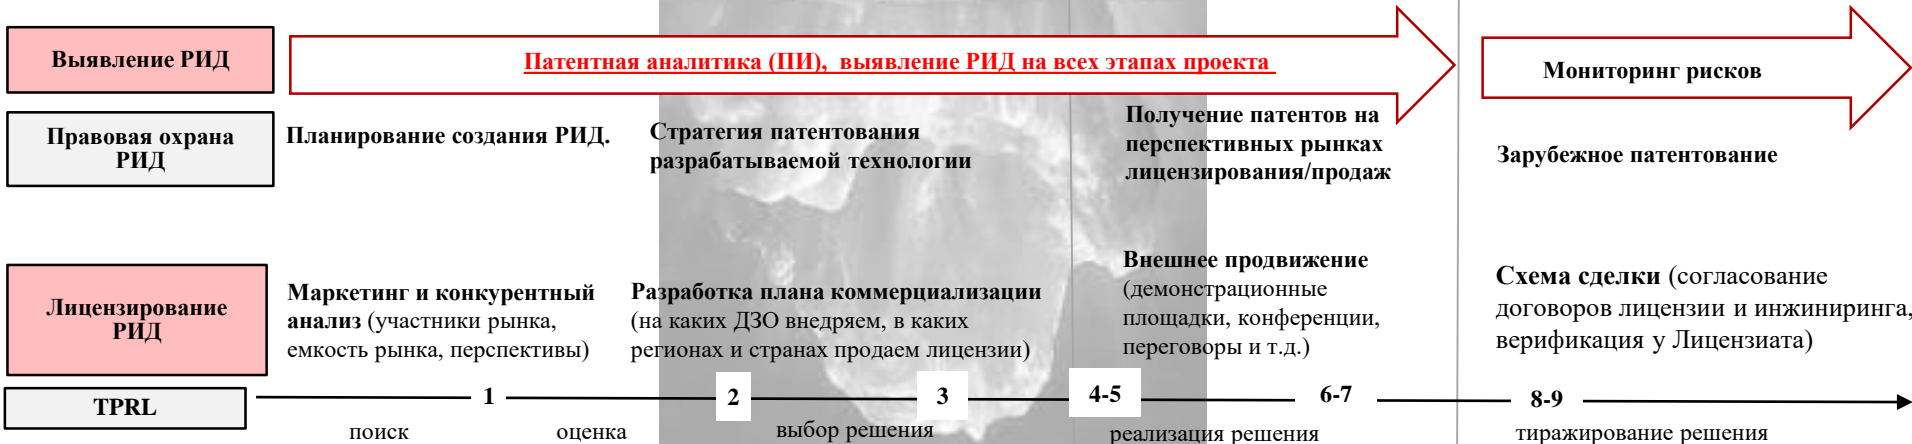 Выявление РИД
Патентная аналитика (ПИ), выявление РИД на всех этапах проекта
Мониторинг рисков
Правовая охрана
РИД
Планирование создания РИД.
Стратегия патентования
разрабатываемой технологии
Получение патентов на
перспективных рынках
лицензирования/продаж
Зарубежное патентование
Лицензирование
РИД
Маркетинг и конкурентный
анализ (участники рынка,
емкость рынка, перспективы)
Разработка плана коммерциализации
(на каких ДЗО внедряем, в каких
регионах и странах продаем лицензии)
Внешнее продвижение
(демонстрационные
площадки, конференции,
переговоры и т.д.)
Схема сделки (согласование
договоров лицензии и инжиниринга,
верификация у Лицензиата)
TPRL
1
2
3
4-5
6-7
8-9
поиск
оценка
выбор решения
реализация решения
тиражирование решения